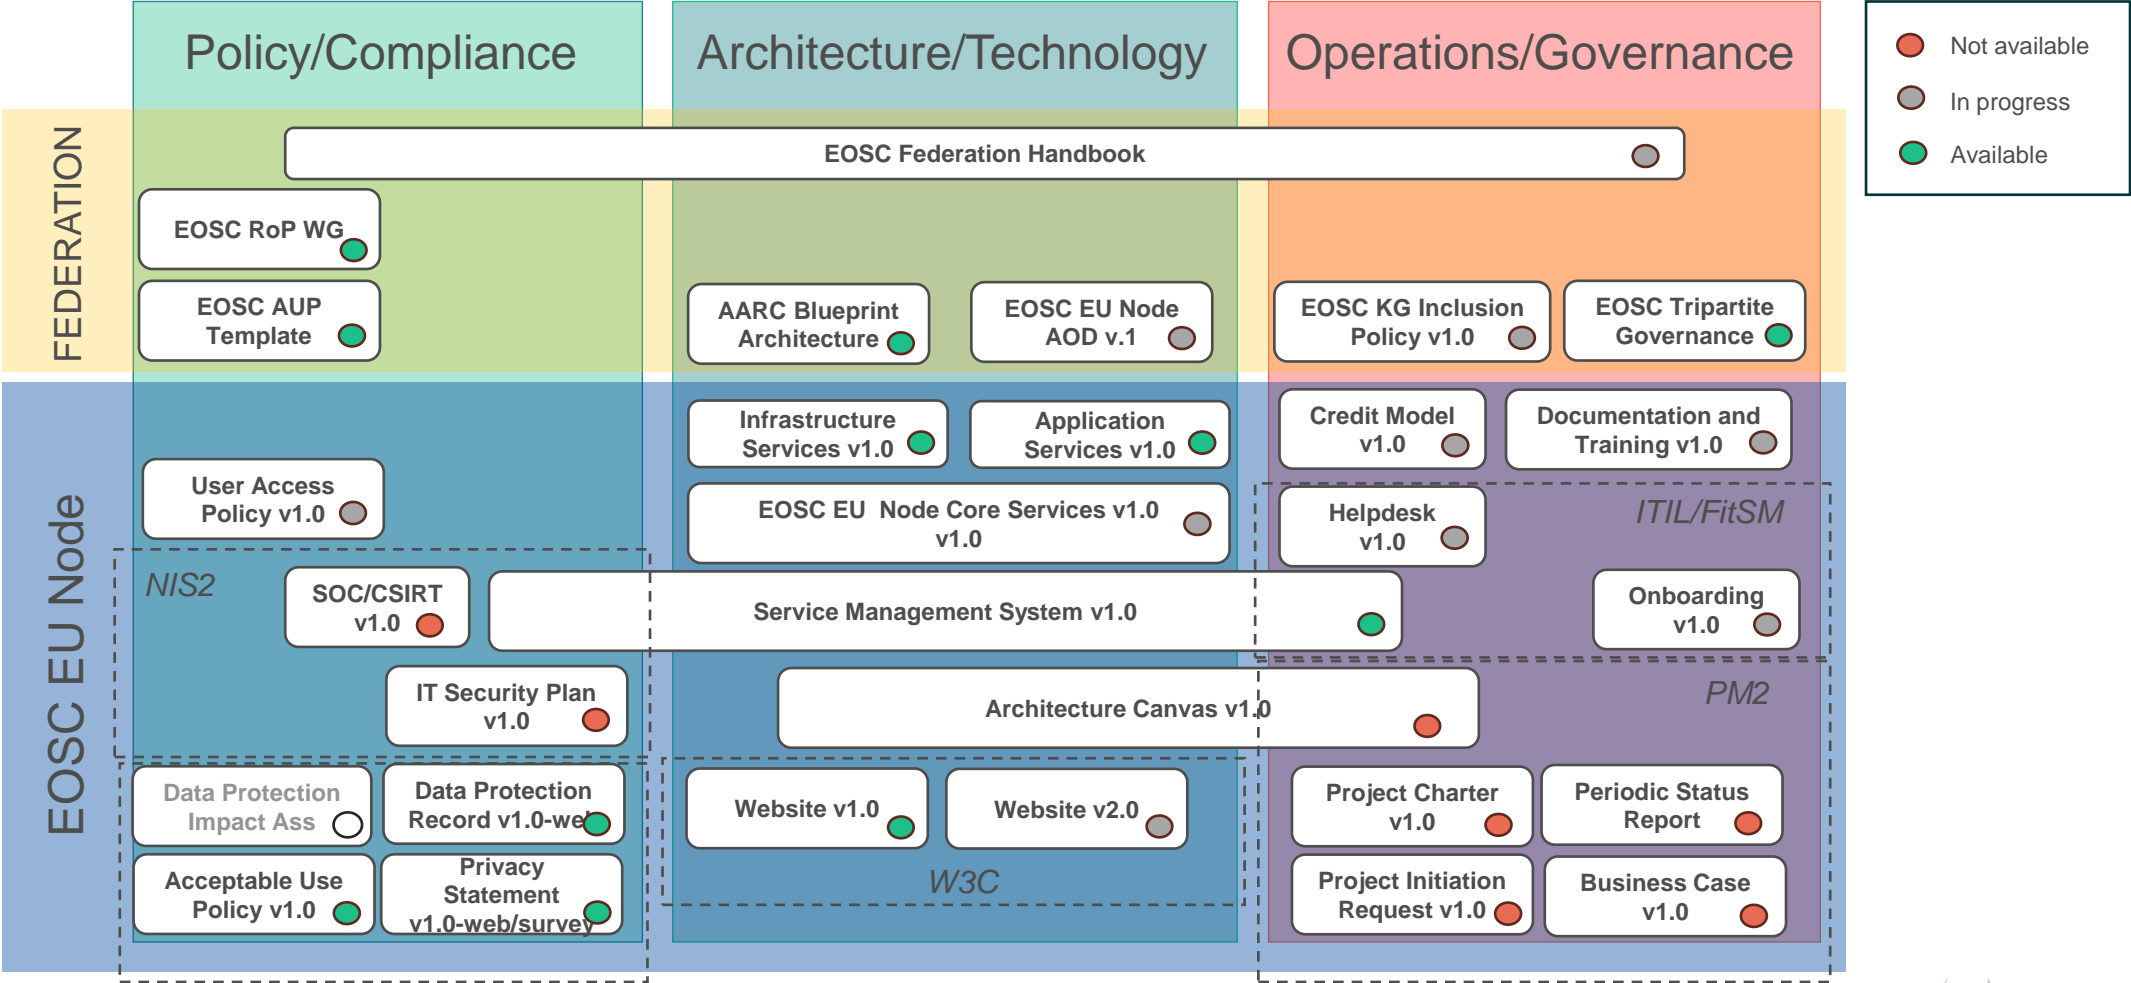 Policy/Compliance
Architecture/Technology
Operations/Governance
Not available
In progress
Available
FEDERATION
EOSC Federation Handbook
EOSC RoP WG
EOSC AUP
Template
AARC Blueprint
Architecture
EOSC EU Node
AOD v.1
EOSC KG Inclusion
Policy v1.0
EOSC Tripartite
Governance
EOSC EU Node
Infrastructure
Services v1.0
Application
Services v1.0
Credit Model
v1.0
Documentation and
Training v1.0
User Access
Policy v1.0
EOSC EU  Node Core Services v1.0
v1.0
Helpdesk
v1.0
ITIL/FitSM
NIS2
SOC/CSIRT
v1.0
Service Management System v1.0
Onboarding
v1.0
IT Security Plan
v1.0
Architecture Canvas v1.0
PM2
Data Protection
Impact Ass
Data Protection
Record v1.0-web
Website v1.0
Website v2.0
Project Charter
v1.0
Periodic Status
Report
Acceptable Use
Policy v1.0
Privacy
Statement
v1.0-web/survey
W3C
Project Initiation
Request v1.0
Business Case
v1.0